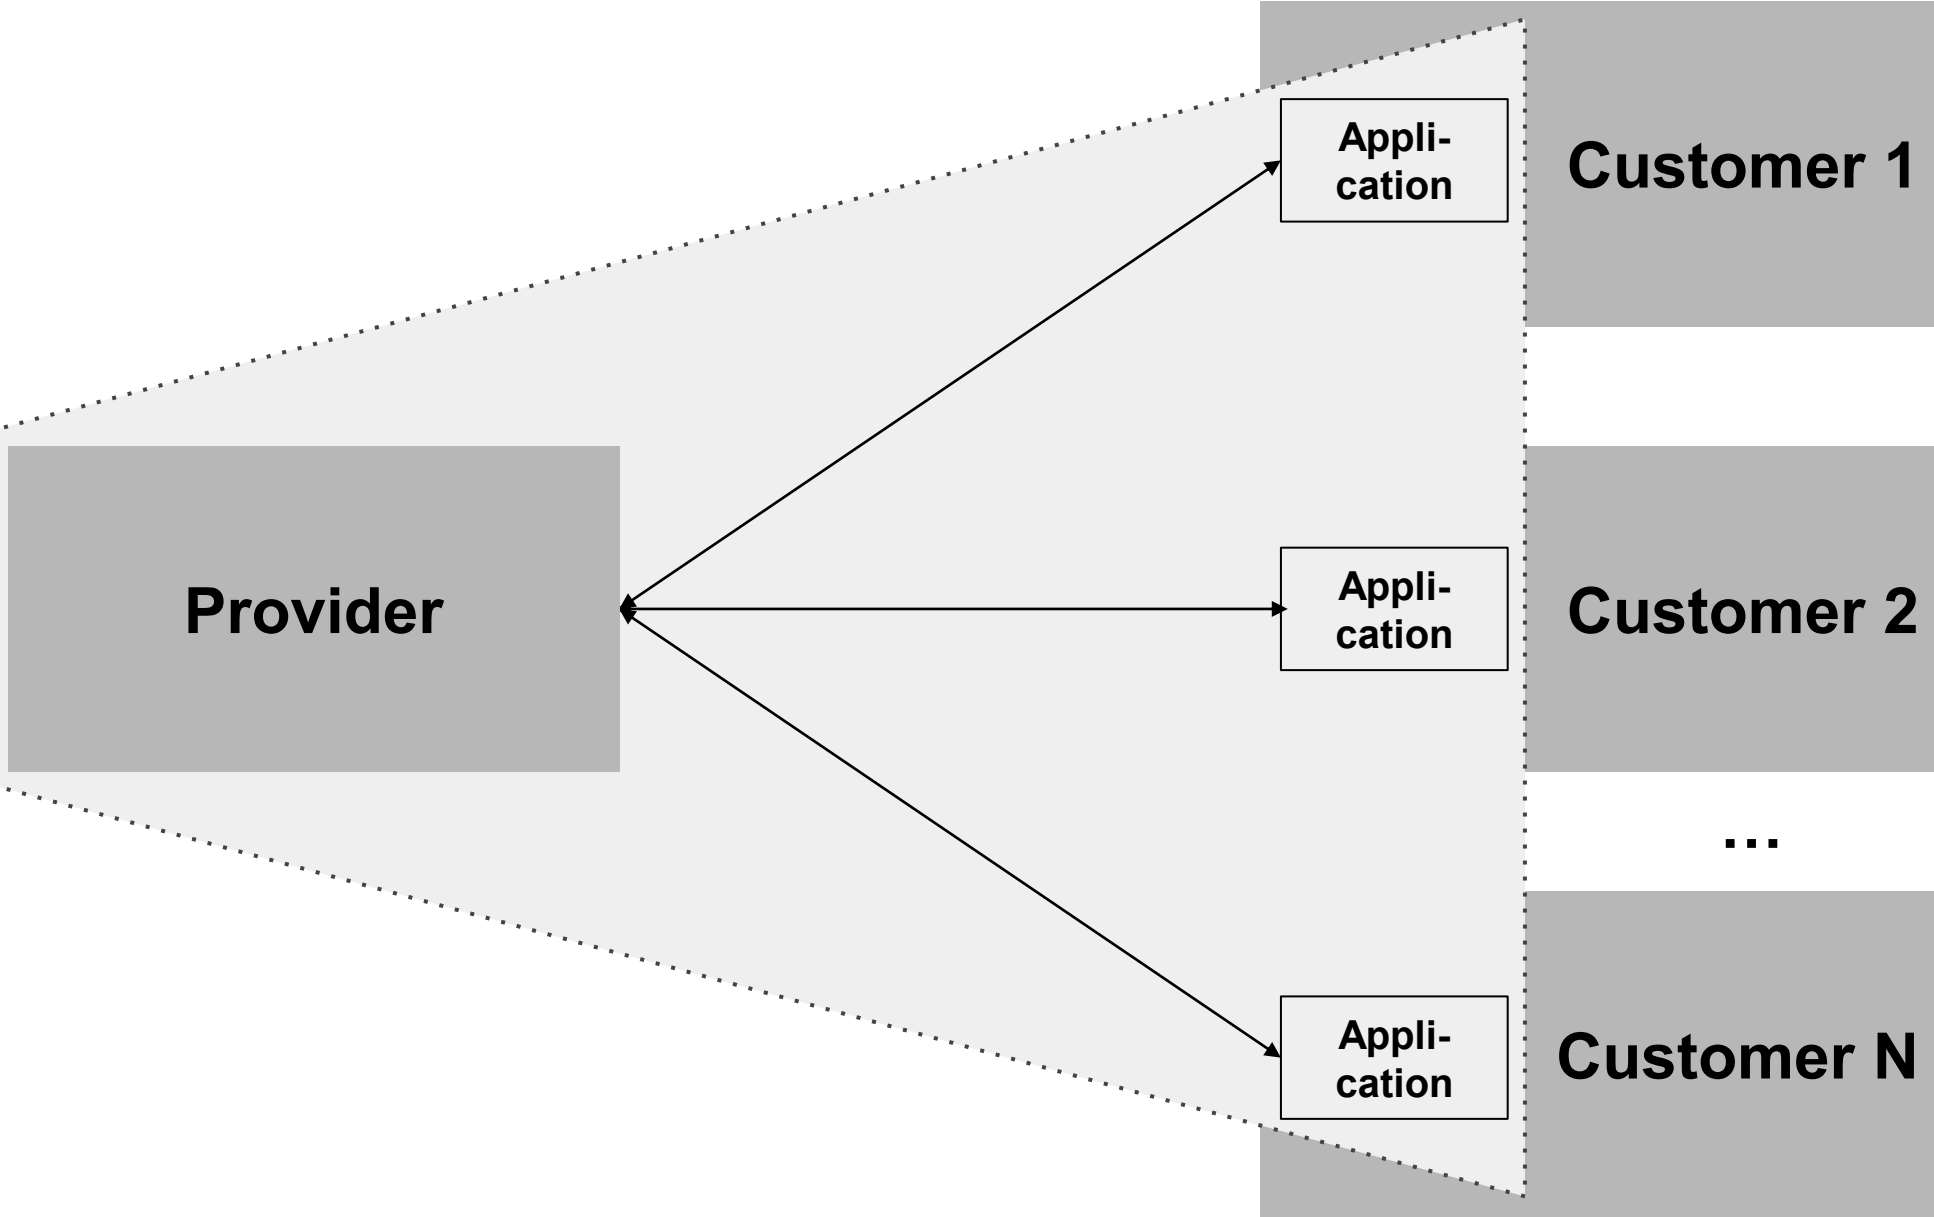 Appli-
cation
Customer 1
Provider
Appli-
cation
Customer 2
...
Appli-
cation
Customer N